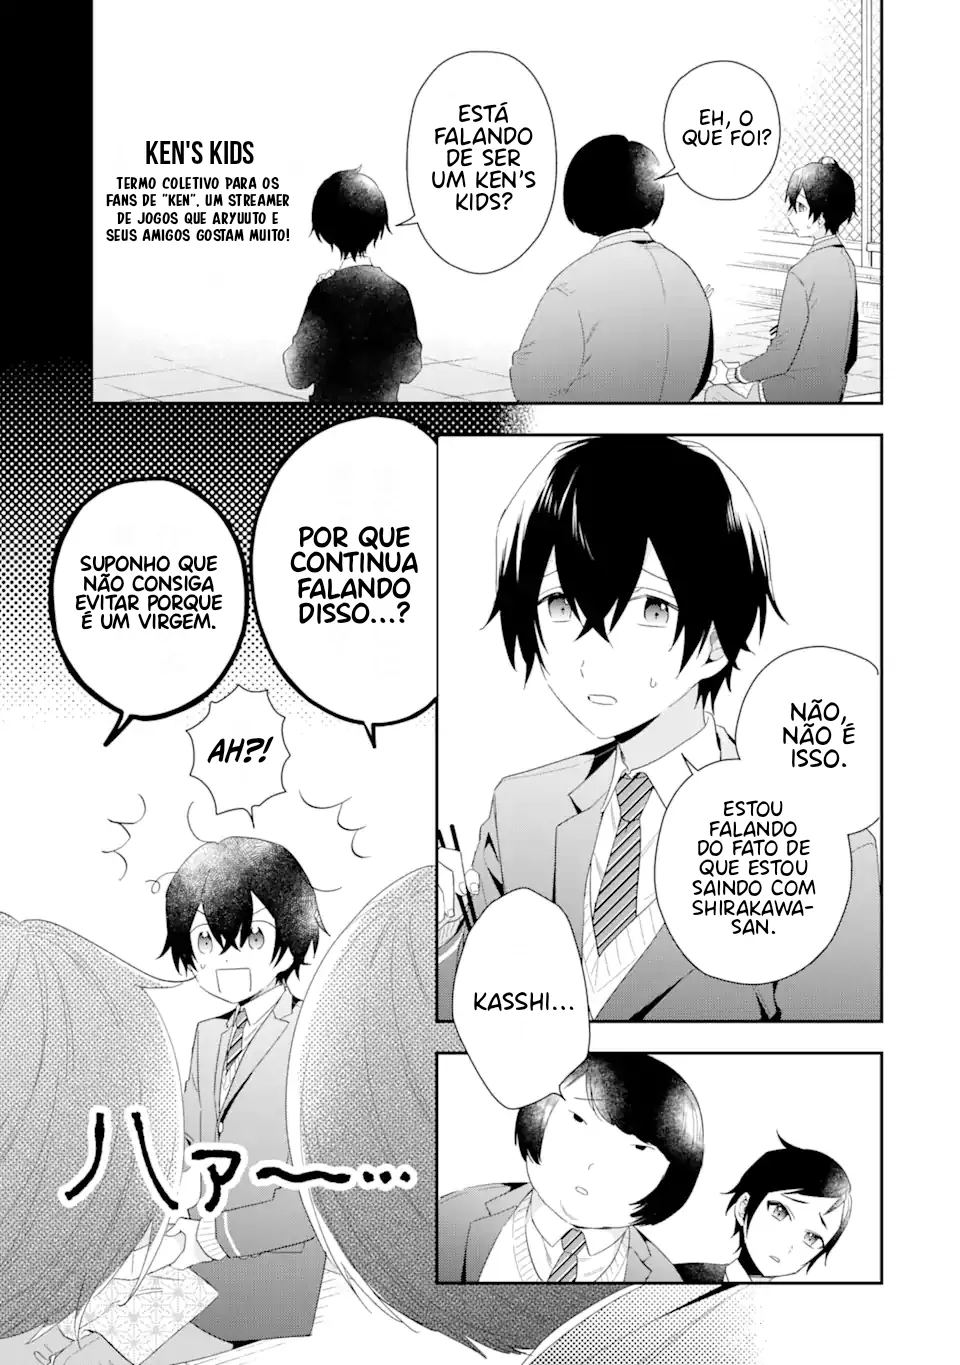 EH, O
QUE FOI?
ESTÁ
FALANDO
DE SER
UM KEN'S
KIDS?
KEN'S KIDS
TERMO COLETIVO PARA OS
FANS DE "KEN", UM STREAMER
DE JOGOS QUE ARYUUTO E
SEUS AMIGOS GOSTAM MUITO!
NÃO,
NÃO É
ISSO.
ESTOU
FALANDO
DO FATO DE
QUE ESTOU
SAINDO COM
SHIRAKAWA-
SAN.
KASSHI...
POR QUE
CONTINUA
FALANDO
DISSO...?
SUPONHO QUE
NÃO CONSIGA
EVITAR PORQUE
É UM VIRGEM.
AH?!
ハァ〜…